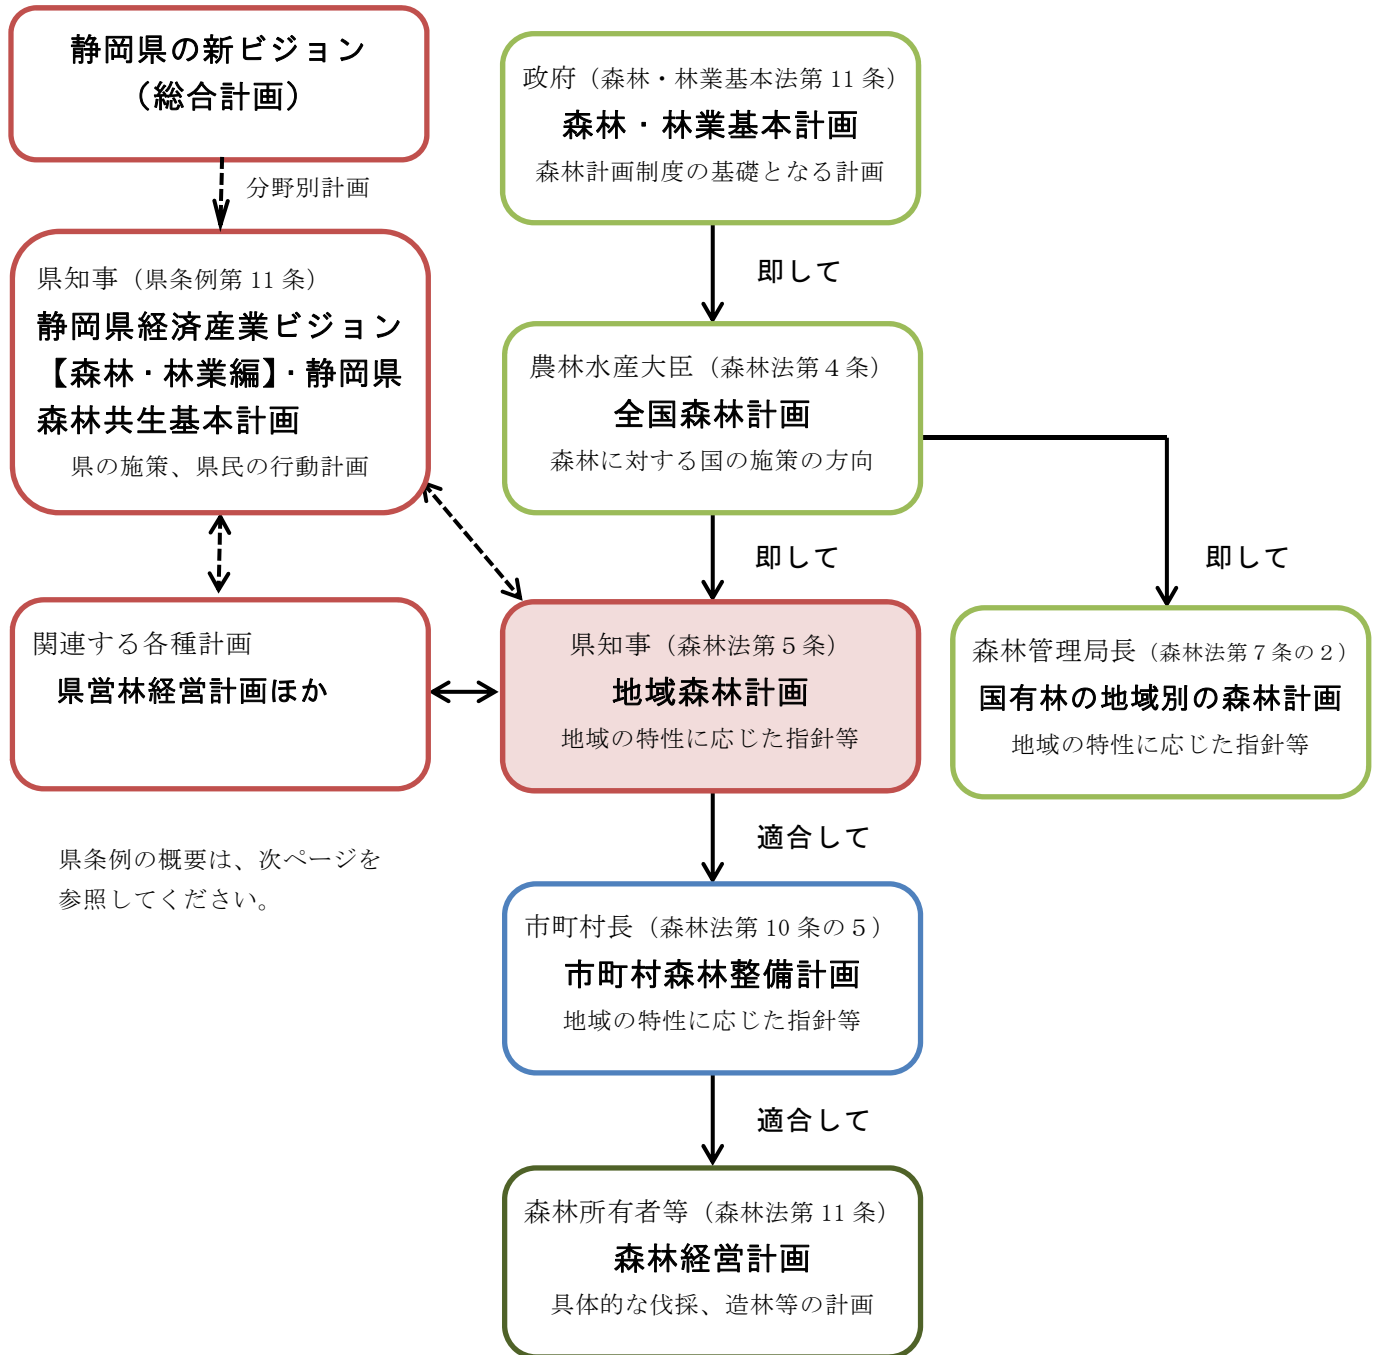 静岡県の新ビジョン
（総合計画）
分野別計画
県知事（県条例第 11 条）
静岡県経済産業ビジョン
【森林・林業編】・静岡県
森林共生基本計画
県の施策、県民の行動計画
関連する各種計画
県営林経営計画ほか
県条例の概要は、次ページを
参照してください。
政府（森林・林業基本法第 11 条）
森林・林業基本計画
森林計画制度の基礎となる計画
即して
農林水産大臣（森林法第４条）
全国森林計画
森林に対する国の施策の方向
即して
即して
県知事（森林法第５条）
地域森林計画
地域の特性に応じた指針等
森林管理局長（森林法第７条の２）
国有林の地域別の森林計画
地域の特性に応じた指針等
適合して
市町村長（森林法第 10 条の５）
市町村森林整備計画
地域の特性に応じた指針等
適合して
森林所有者等（森林法第 11 条）
森林経営計画
具体的な伐採、造林等の計画